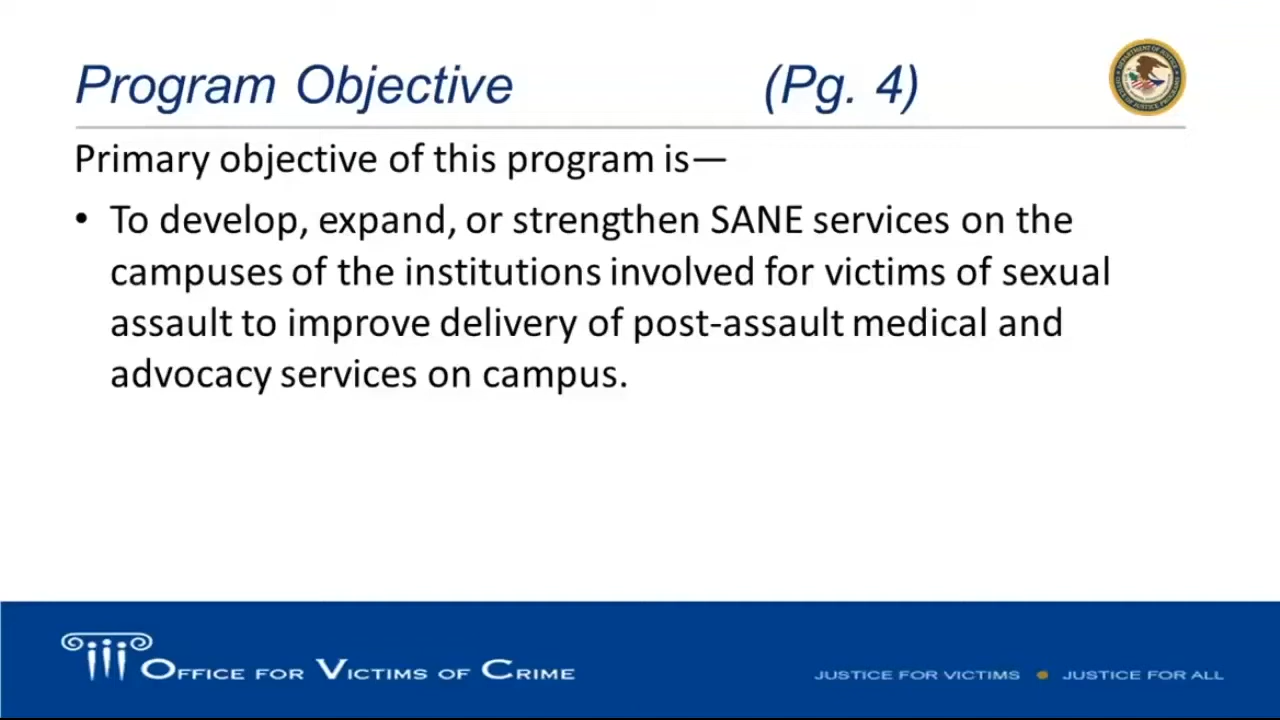 Program Objective (Pg. 4)
Primary objective of this program is—
• To develop, expand, or strengthen SANE services on the
campuses of the institutions involved for victims of sexual
assault to improve delivery of post-assault medical and
advocacy services on campus.
OFFICE FOR VICTIMS OF CRIME
JUSTICE FOR VICTIMS • JUSTICE FOR ALL